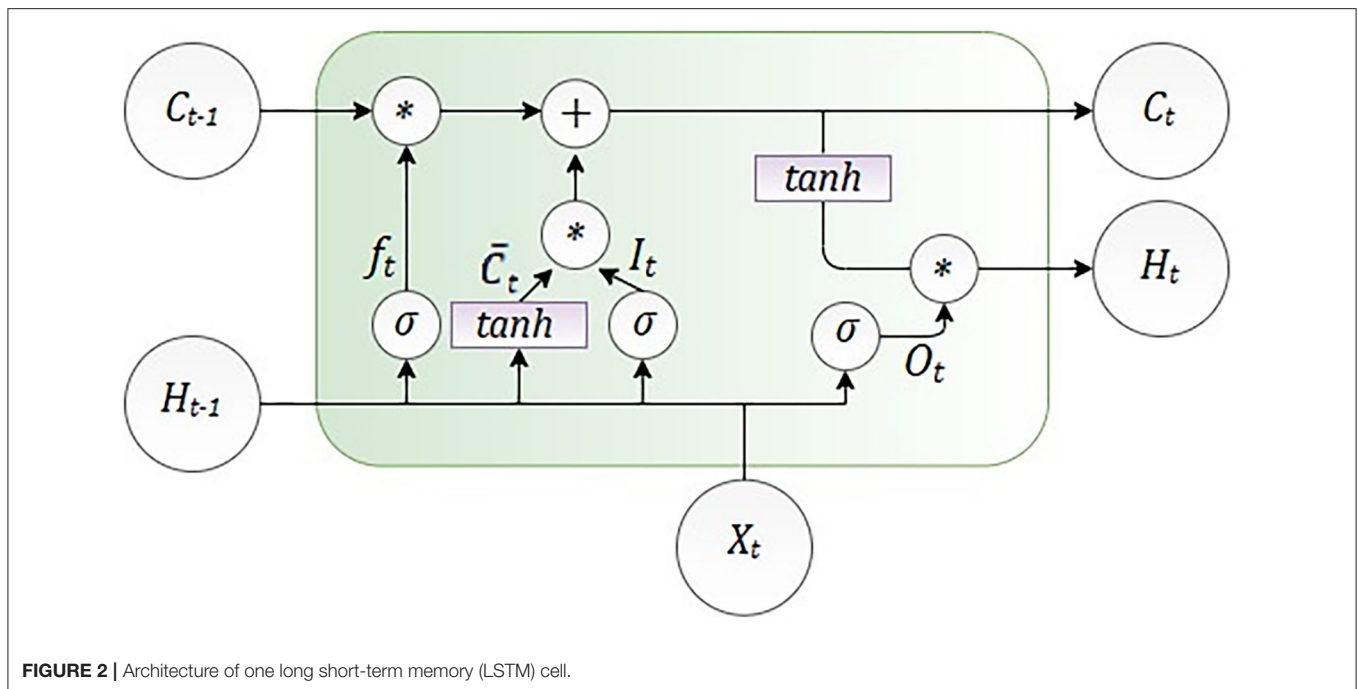 C_{t-1}
*
+
C_t
tanh
*
f_t
C̄_t
I_t
*
H_t
σ
tanh
σ
σ
O_t
H_{t-1}
X_t
FIGURE 2 | Architecture of one long short-term memory (LSTM) cell.